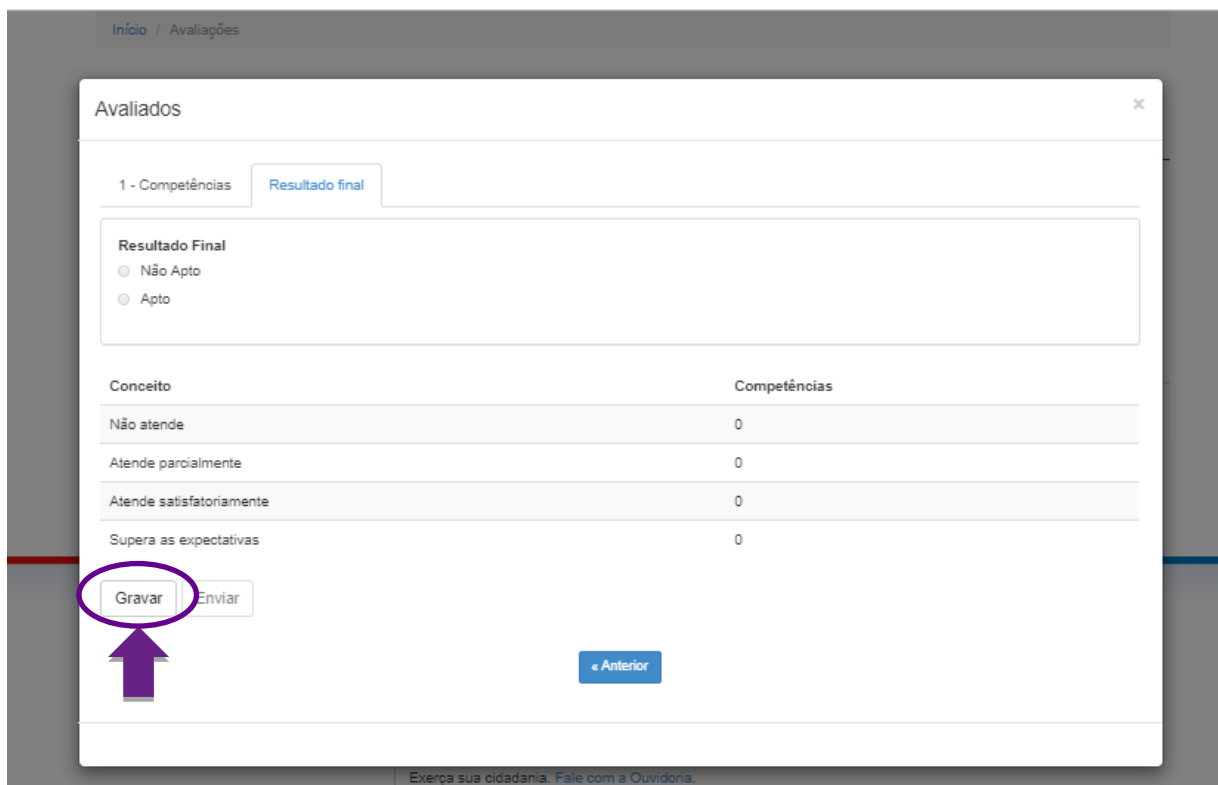 Início / Avaliações
Avaliados ×
1 - Competências Resultado final
Resultado Final
Não Apto
Apto
Conceito Competências
Não atende 0
Atende parcialmente 0
Atende satisfatoriamente 0
Supera as expectativas 0
Gravar Enviar
« Anterior
Exerça sua cidadania. Fale com a Ouvidoria.